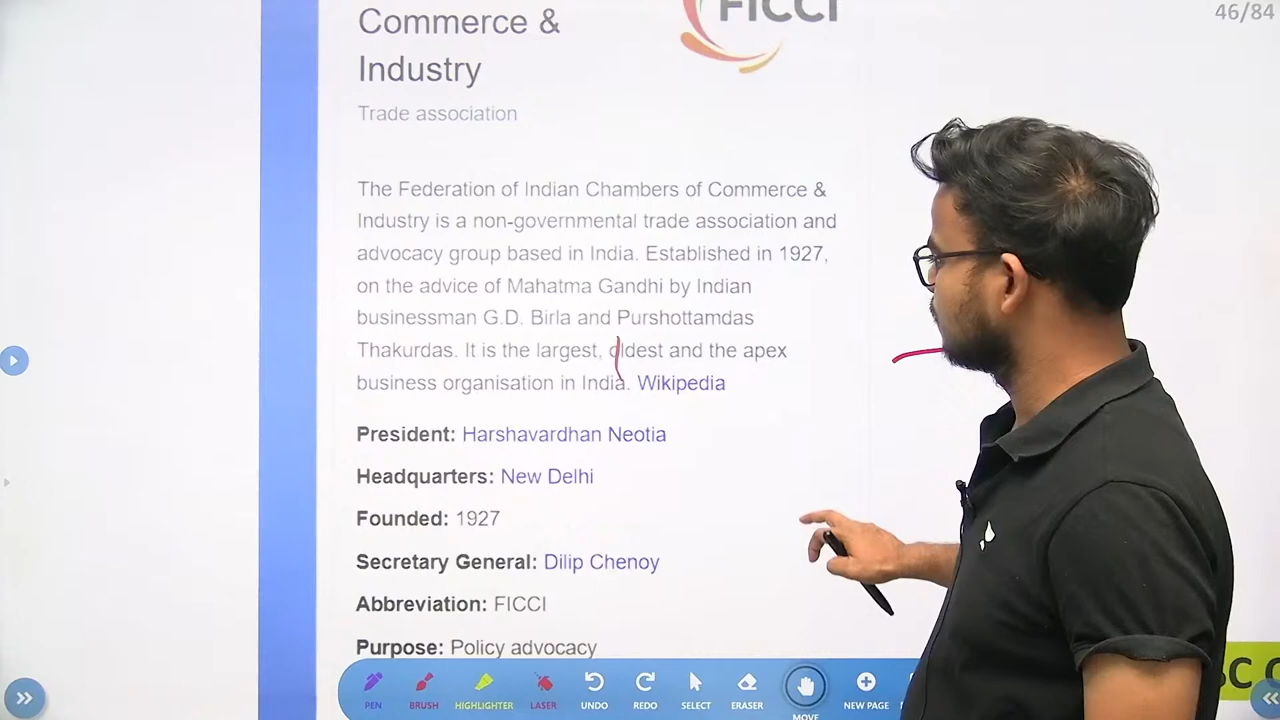 FICCI
46/84
Commerce &
Industry
Trade association
The Federation of Indian Chambers of Commerce &
Industry is a non-governmental trade association and
advocacy group based in India. Established in 1927,
on the advice of Mahatma Gandhi by Indian
businessman G.D. Birla and Purshottamdas
Thakurdas. It is the largest, oldest and the apex
business organisation in India. Wikipedia
President: Harshavardhan Neotia
Headquarters: New Delhi
Founded: 1927
Secretary General: Dilip Chenoy
Abbreviation: FICCI
Purpose: Policy advocacy
PEN BRUSH HIGHLIGHTER LASER UNDO REDO SELECT ERASER MOVE NEW PAGE